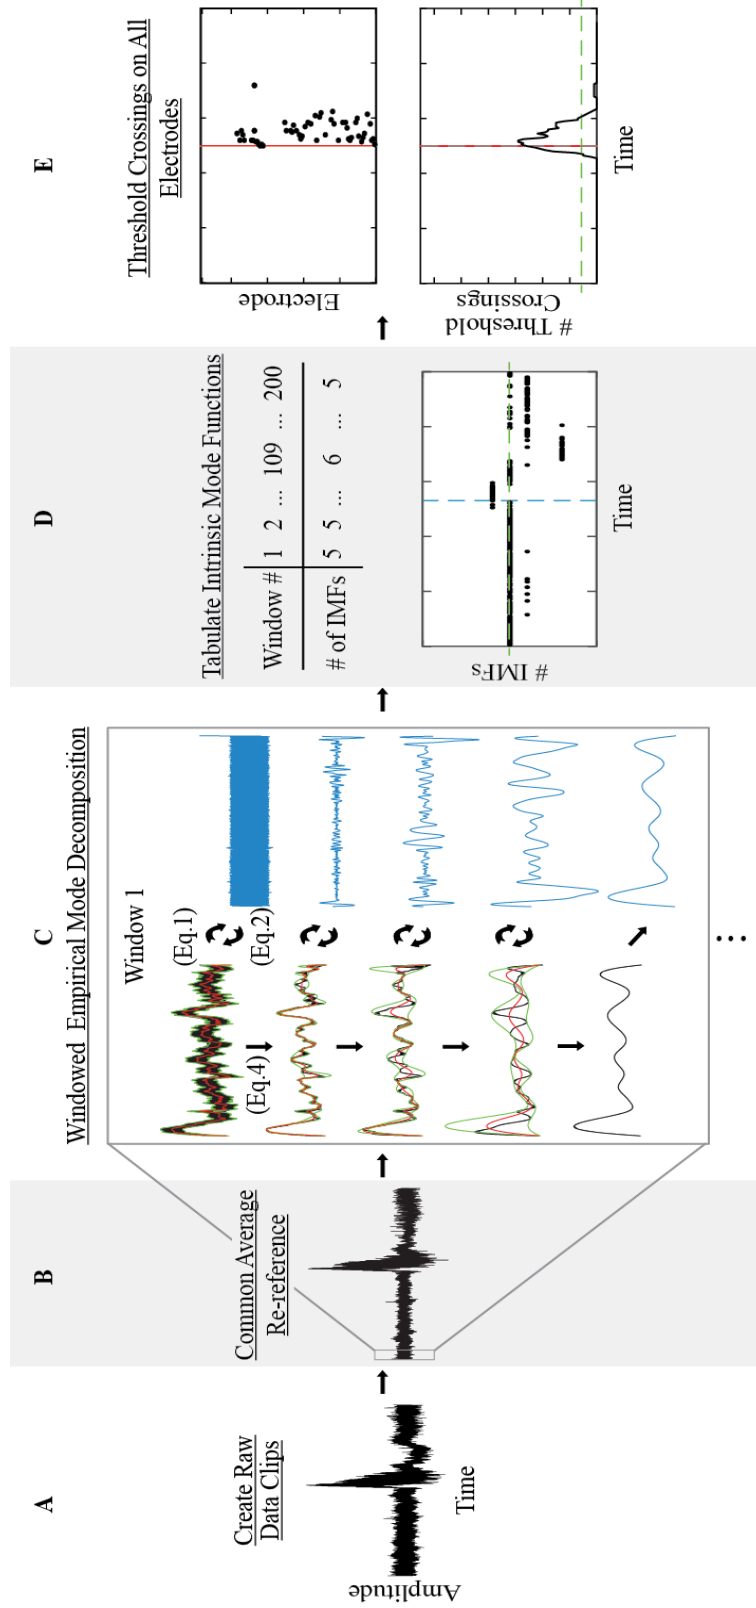 A
Create Raw
Data Clips
Amplitude
Time
B
Common Average
Re-reference
C
Windowed Empirical Mode Decomposition
Window 1
(Eq.1)
(Eq.2)
(Eq.4)
...
D
Tabulate Intrinsic Mode Functions
Window # 1 2 ... 109 ... 200
# of IMFs 5 5 ... 6 ... 5
# IMFs
Time
E
Threshold Crossings on All
Electrodes
Electrode
# Threshold
Crossings
Time